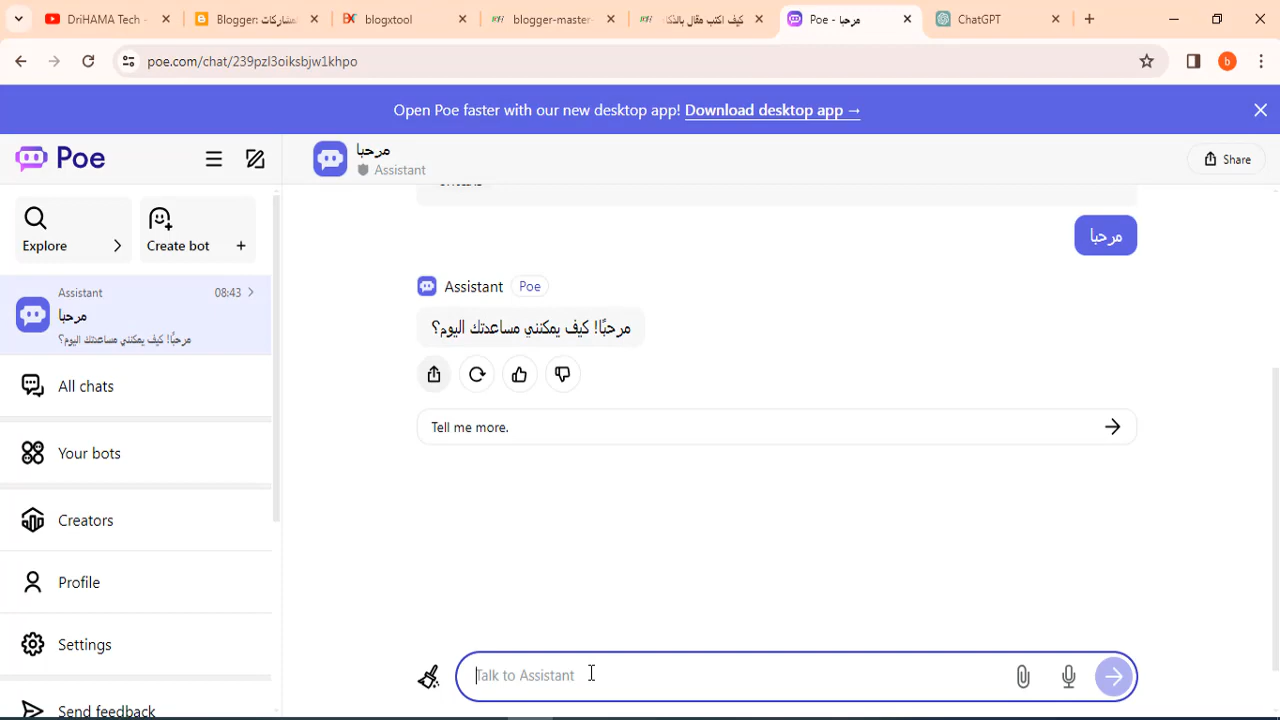 DriHAMA Tech -
Blogger: المشاركات
blogxtool
blogger-master-
كيف اكتب مقال بالذكا
Poe - مرحبا
ChatGPT
poe.com/chat/239pzl3oiksbjw1khpo
b
Open Poe faster with our new desktop app! Download desktop app →
Poe
مرحبا
Assistant
Share
Explore
Create bot
Assistant
08:43
مرحبا
مرحبًا! كيف يمكنني مساعدتك اليوم؟
All chats
Your bots
Creators
Profile
Settings
Send feedback
مرحبا
Assistant
Poe
مرحبًا! كيف يمكنني مساعدتك اليوم؟
Tell me more.
Talk to Assistant